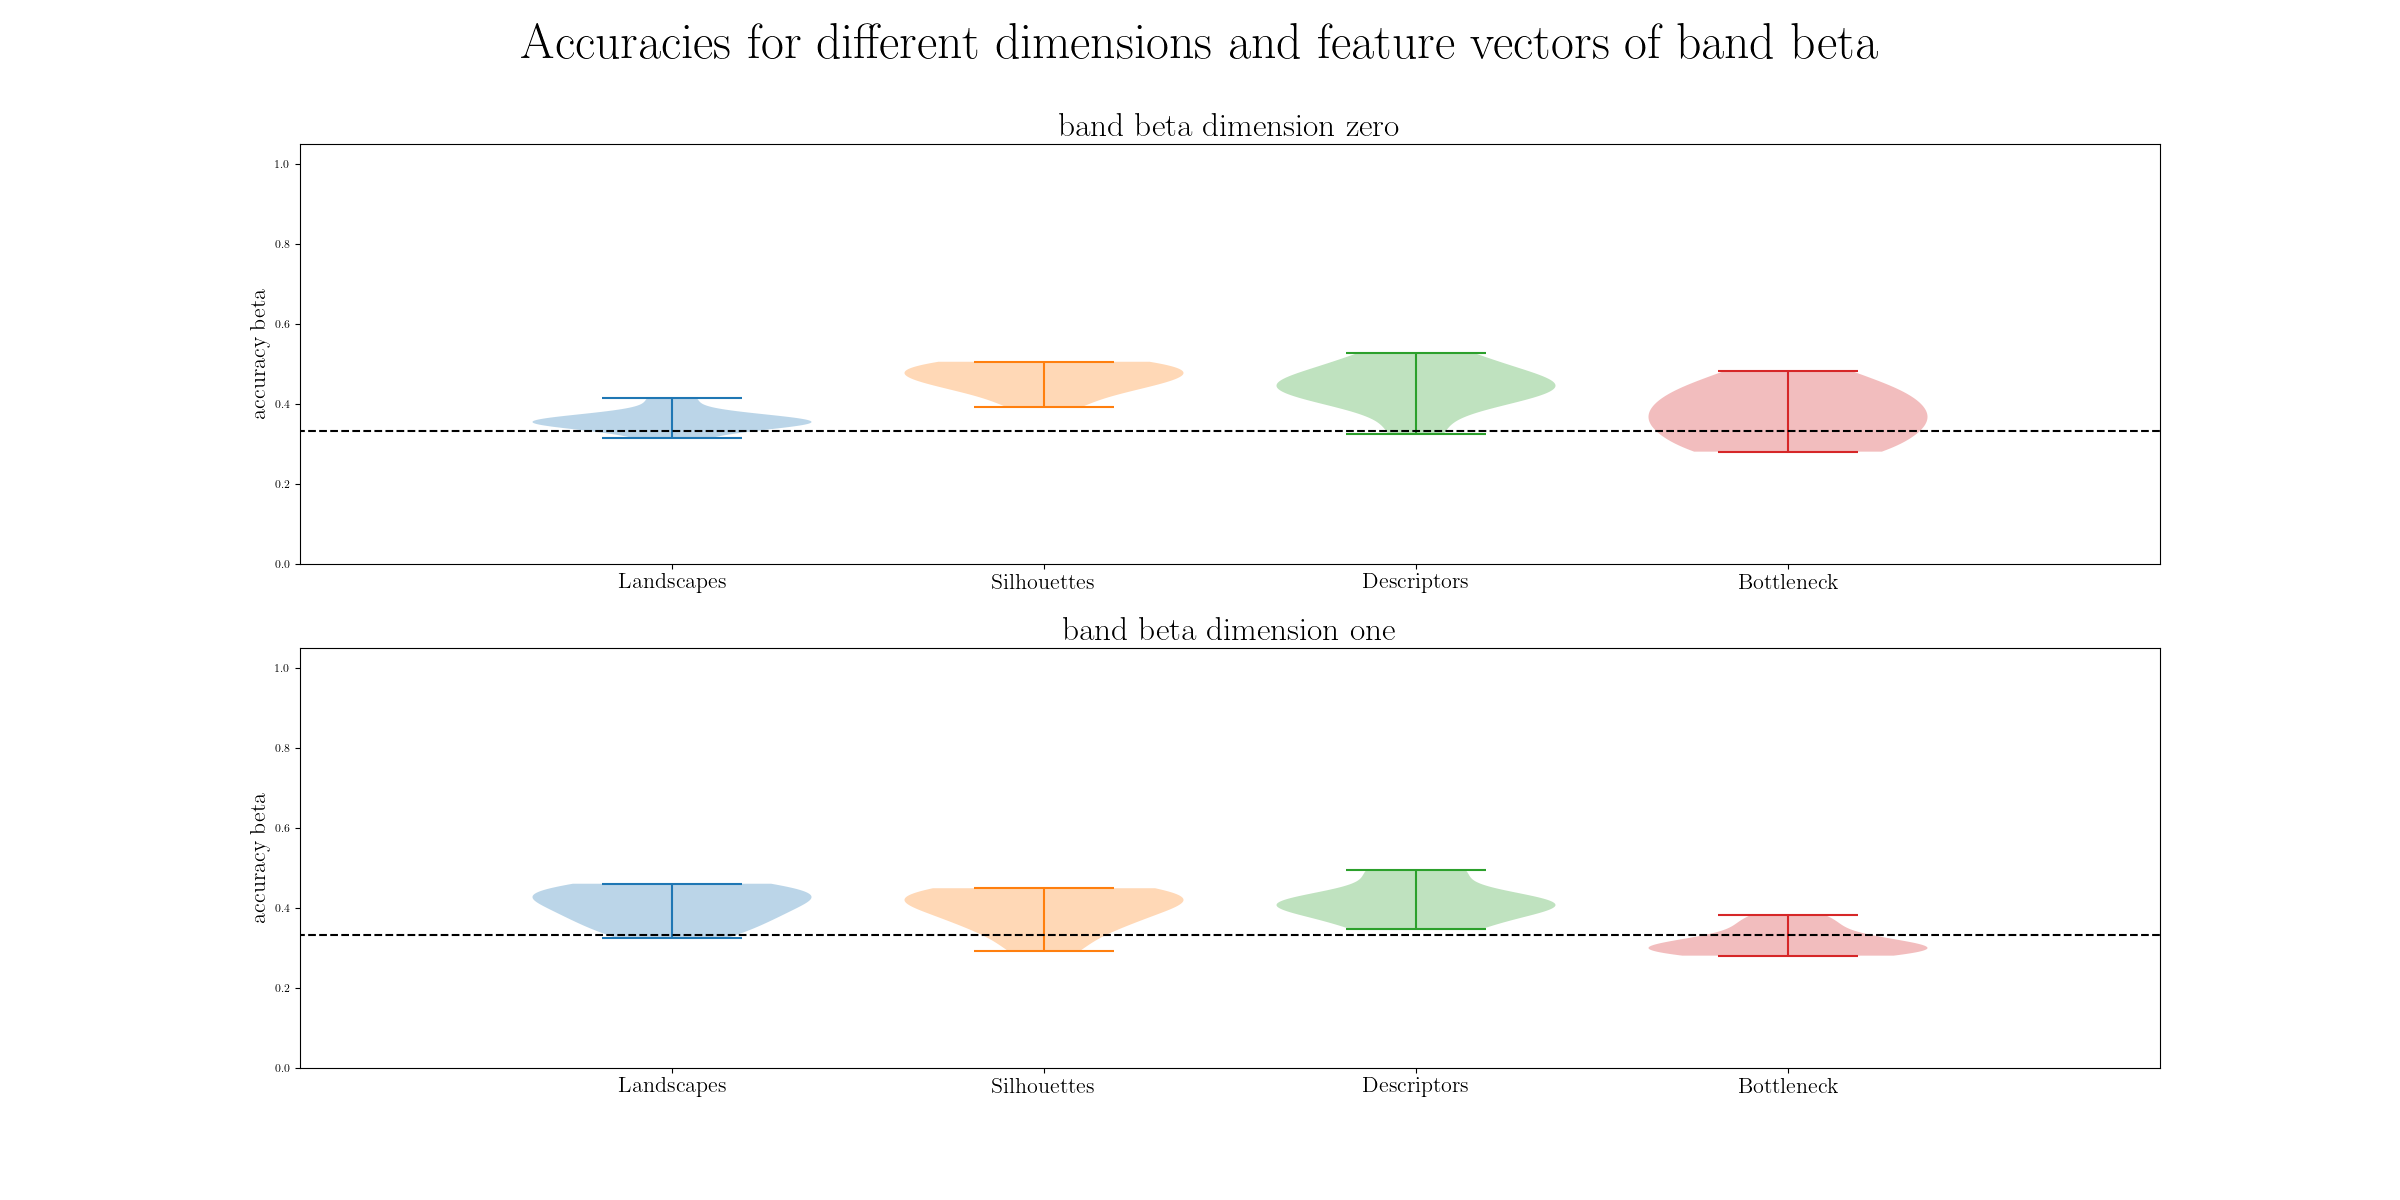 Accuracies for different dimensions and feature vectors of band beta
band beta dimension zero
1.0
0.8
0.6
0.4
0.2
0.0
accuracy beta
Landscapes Silhouettes Descriptors Bottleneck
band beta dimension one
1.0
0.8
0.6
0.4
0.2
0.0
accuracy beta
Landscapes Silhouettes Descriptors Bottleneck